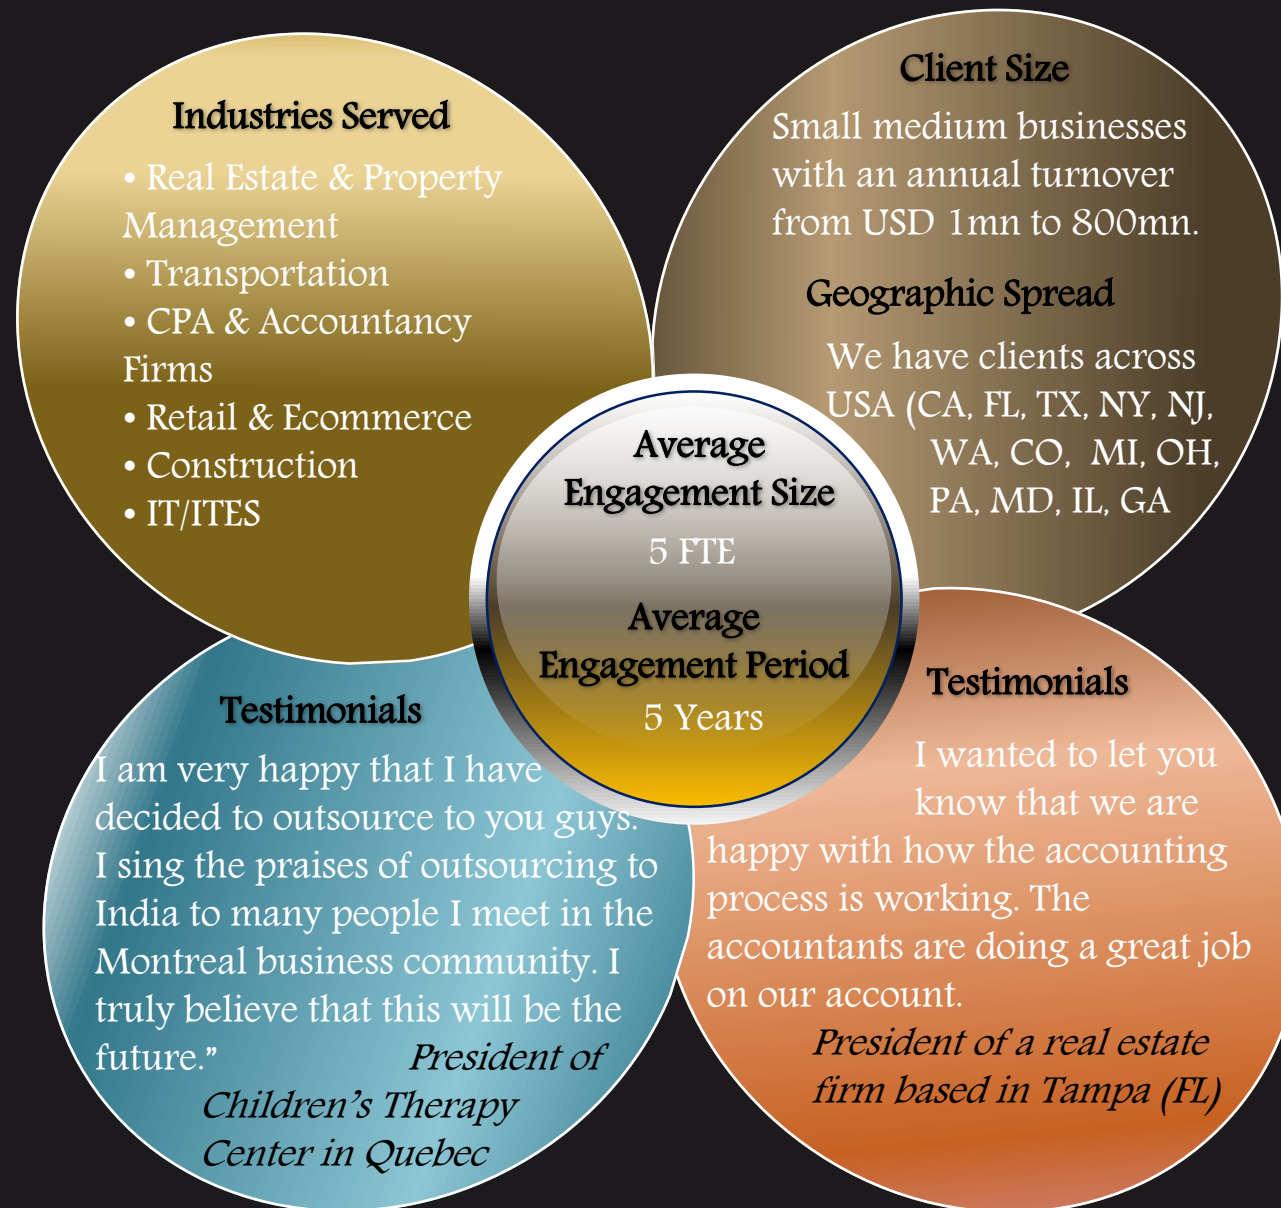 Industries Served
• Real Estate & Property
Management
• Transportation
• CPA & Accountancy
Firms
• Retail & Ecommerce
• Construction
• IT/ITES
Client Size
Small medium businesses
with an annual turnover
from USD 1mn to 800mn.
Geographic Spread
We have clients across
USA (CA, FL, TX, NY, NJ,
WA, CO, MI, OH,
PA, MD, IL, GA
Average
Engagement Size
5 FTE
Average
Engagement Period
5 Years
Testimonials
I am very happy that I have
decided to outsource to you guys.
I sing the praises of outsourcing to
India to many people I meet in the
Montreal business community. I
truly believe that this will be the
future.” President of
Children’s Therapy
Center in Quebec
Testimonials
I wanted to let you
know that we are
happy with how the accounting
process is working. The
accountants are doing a great job
on our account.
President of a real estate
firm based in Tampa (FL)